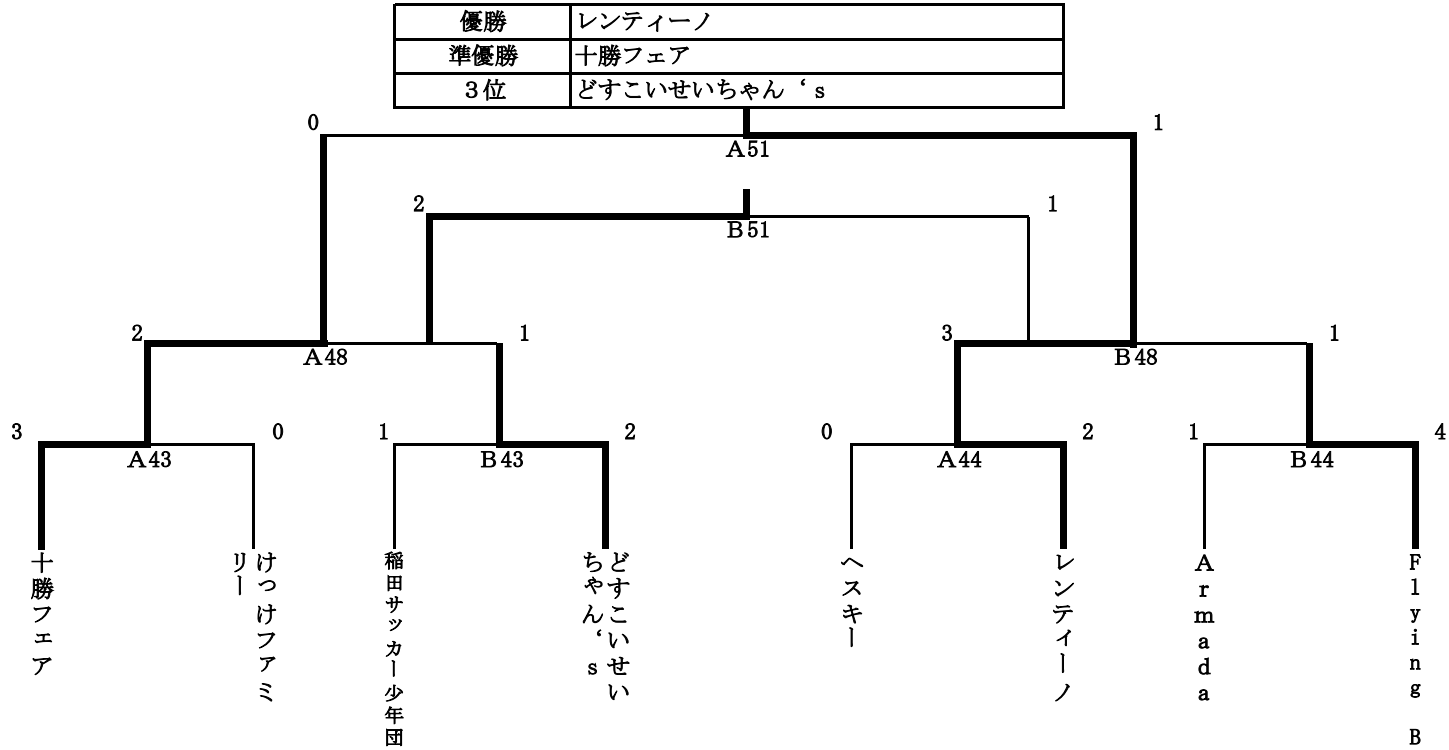 優勝 レンティーノ
準優勝 十勝フェア
３位 どすこいせいちゃん‘ｓ
0 1
Ａ51
2 1
Ｂ51
2 1 3 1
Ａ48 Ｂ48
3 0 1 2 0 2 1 4
Ａ43 Ｂ43 Ａ44 Ｂ44
十勝フェア
けっけファミ
リー
稲田サッカー少年団
どすこいせい
ちゃん‘ｓ
ヘスキー
レンティーノ
Ａｒｍａｄａ
Ｆｌｙｉｎｇ　Ｂ